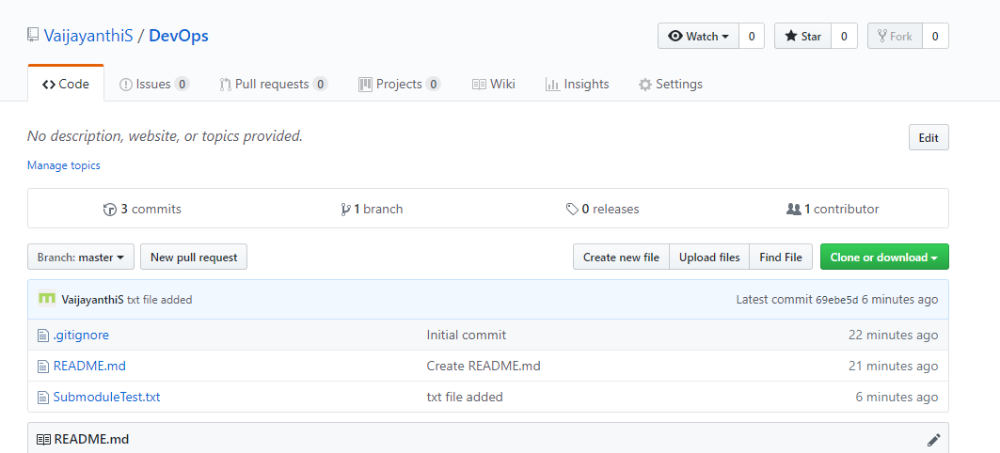 VaijayanthiS / DevOps Watch 0 Star 0 Fork 0
Code Issues 0 Pull requests 0 Projects 0 Wiki Insights Settings
No description, website, or topics provided. Edit
Manage topics
3 commits 1 branch 0 releases 1 contributor
Branch: master New pull request Create new file Upload files Find File Clone or download
VaijayanthiS txt file added Latest commit 69ebe5d 6 minutes ago
.gitignore Initial commit 22 minutes ago
README.md Create README.md 21 minutes ago
SubmoduleTest.txt txt file added 6 minutes ago
README.md